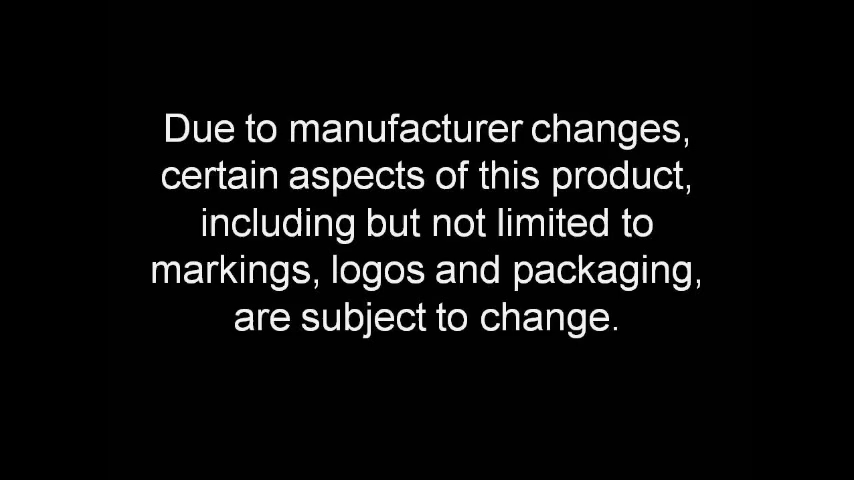 Due to manufacturer changes,
certain aspects of this product,
including but not limited to
markings, logos and packaging,
are subject to change.